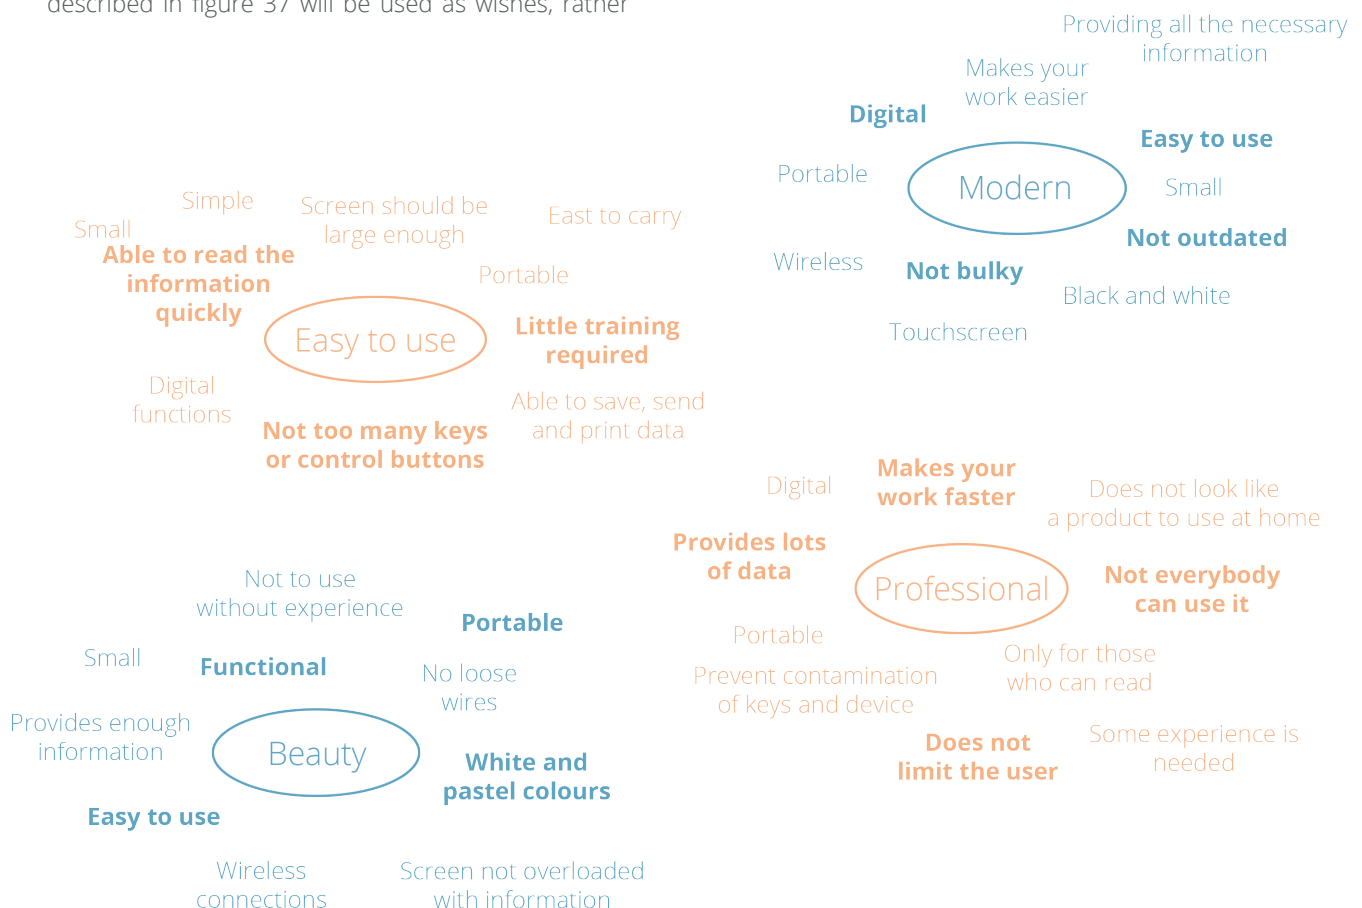 described in figure 37 will be used as wishes, rather
Providing all the necessary
information
Makes your
work easier
Digital
Easy to use
Portable
Modern
Small
Not outdated
Wireless
Not bulky
Black and white
Touchscreen
Simple
Screen should be
large enough
East to carry
Small
Able to read the
information
quickly
Portable
Easy to use
Little training
required
Digital
functions
Able to save, send
and print data
Not too many keys
or control buttons
Digital
Makes your
work faster
Does not look like
a product to use at home
Provides lots
of data
Professional
Not everybody
can use it
Portable
Only for those
who can read
Prevent contamination
of keys and device
Does not
limit the user
Some experience is
needed
Not to use
without experience
Portable
Small
Functional
No loose
wires
Provides enough
information
Beauty
White and
pastel colours
Easy to use
Wireless
connections
Screen not overloaded
with information